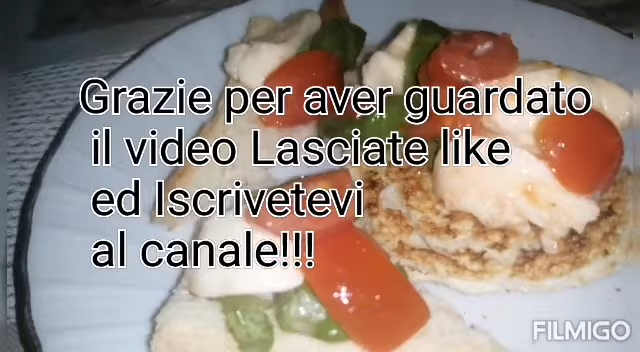 Grazie per aver guardato
il video Lasciate like
ed Iscrivetevi
al canale!!!
FILMIGO